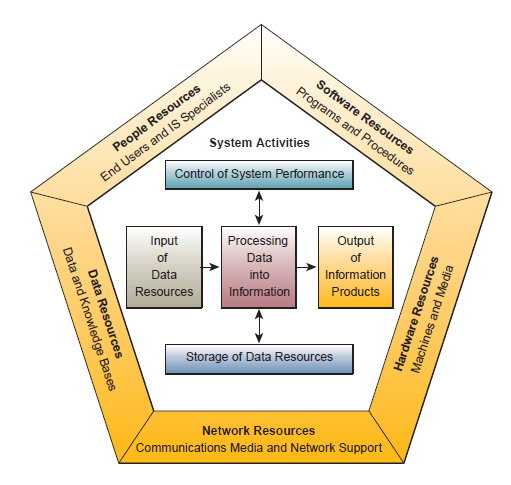 People Resources
End Users and IS Specialists
Software Resources
Programs and Procedures
System Activities
Control of System Performance
Input
of
Data
Resources
Processing
Data
into
Information
Output
of
Information
Products
Storage of Data Resources
Data Resources
Data and Knowledge Bases
Hardware Resources
Machines and Media
Network Resources
Communications Media and Network Support